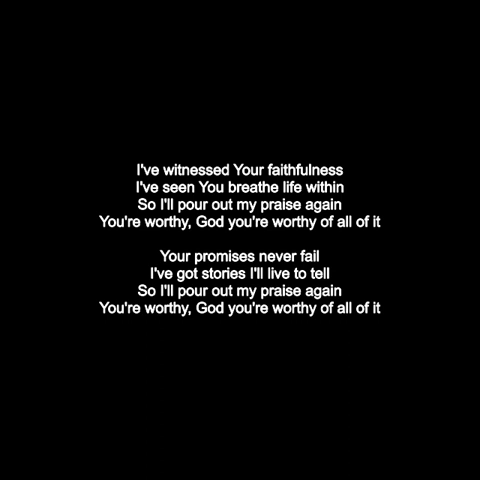 I've witnessed Your faithfulness
I've seen You breathe life within
So I'll pour out my praise again
You're worthy, God you're worthy of all of it
Your promises never fail
I've got stories I'll live to tell
So I'll pour out my praise again
You're worthy, God you're worthy of all of it